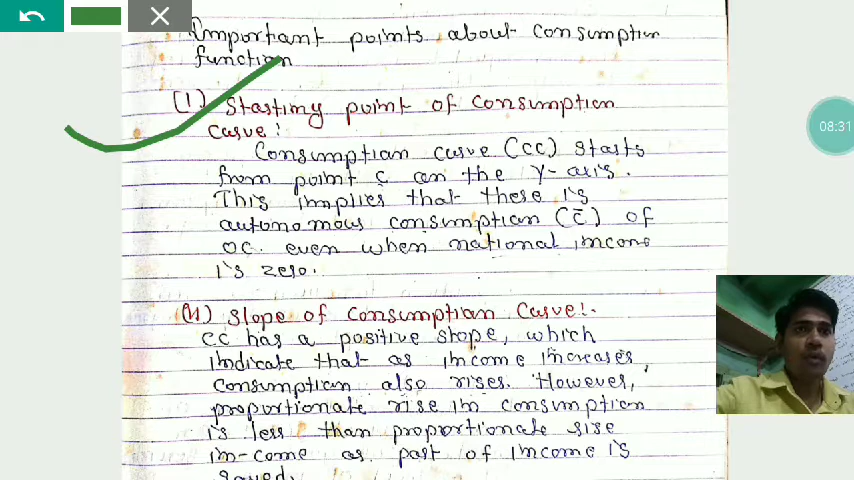 Important points about consumption
function
(I) Starting point of consumption
Curve:
Consumption curve (CC) starts
from point C on the Y-axis.
This implies that there is
autonomous consumption (C̄) of
OC. even when national income
is zero.
(II) Slope of Consumption Curve:.
CC has a positive slope, which
indicate that as income increases,
consumption also rises. However,
proportionate rise in consumption
is less than proportionate rise
in-come as part of income is
saved.
08:31